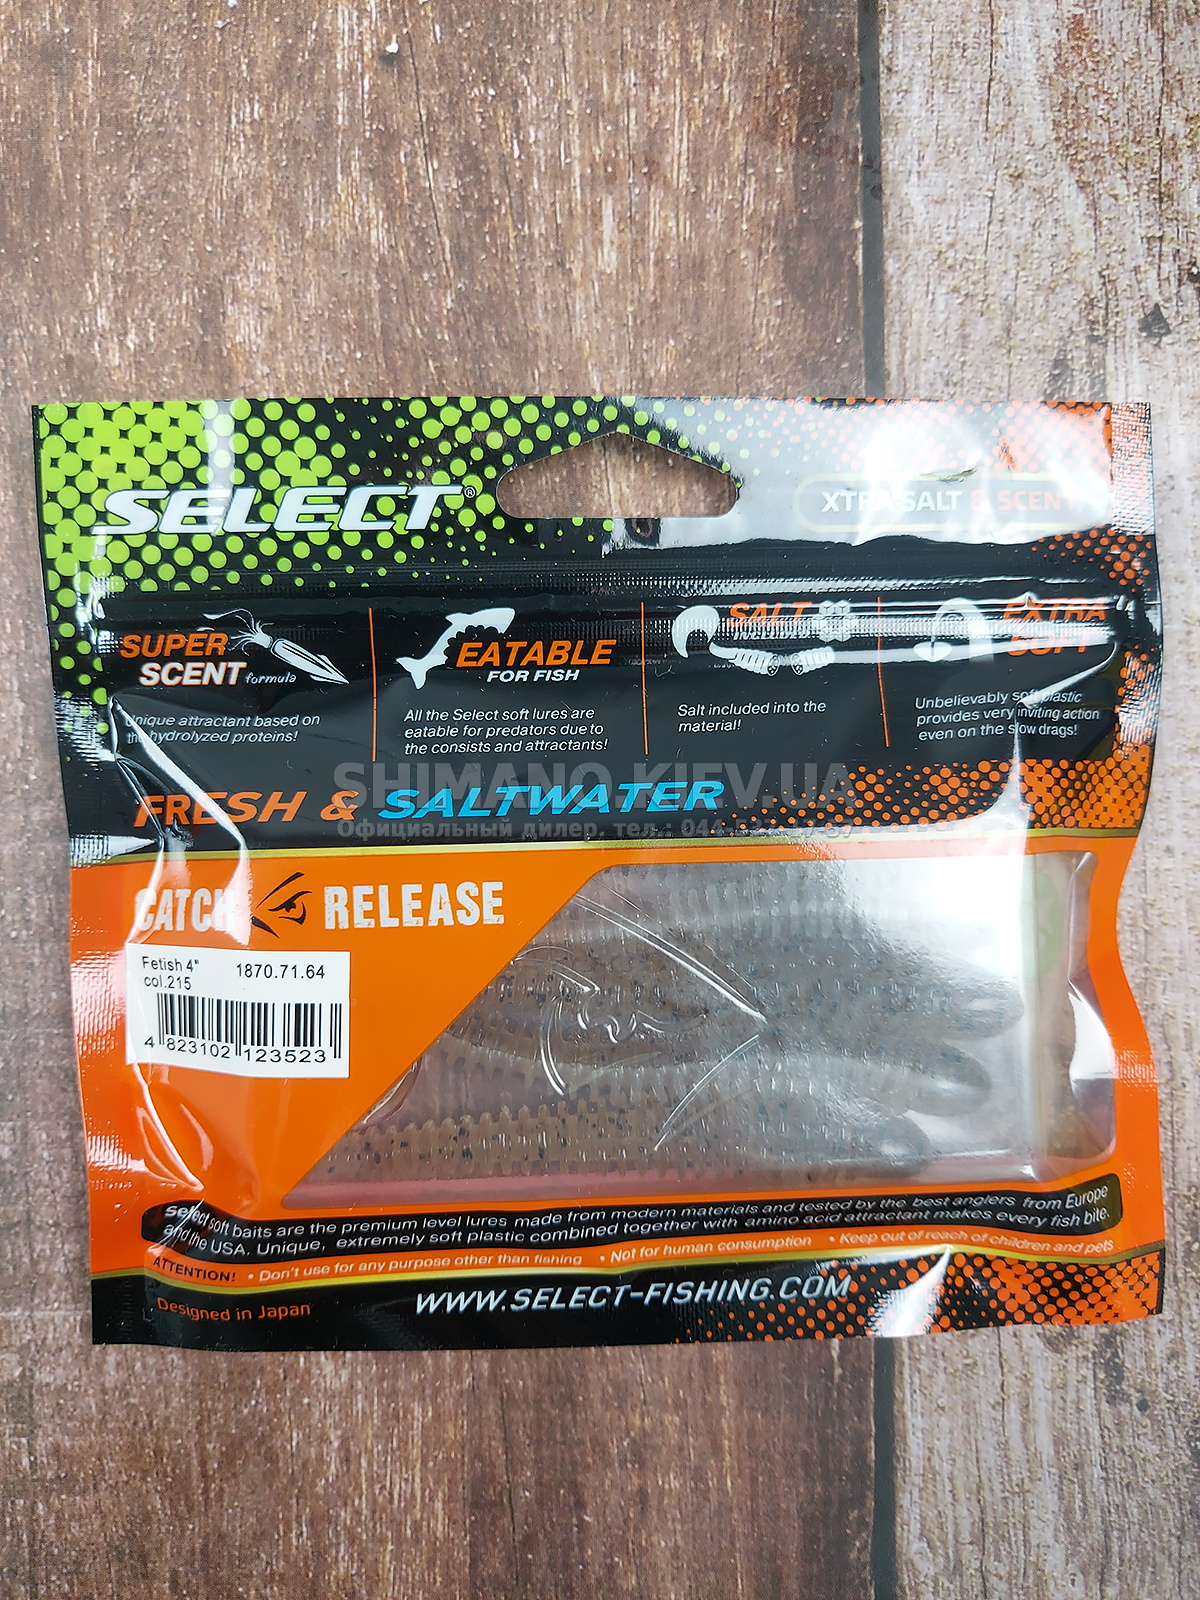 SELECT®
XTRA SALT & SCENT
SUPER
SCENT formula
Unique attractant based on
the hydrolyzed proteins!
EATABLE
FOR FISH
All the Select soft lures are
eatable for predators due to
the consists and attractants!
SALT
INCLUDED
Salt included into the
material!
EXTRA
SOFT
Unbelievably soft plastic
provides very inviting action
even on the slow drags!
SHIMANO.KIEV.UA
Официальный дилер, тел.: 044
FRESH & SALTWATER
CATCH RELEASE
Fetish 4" 1870.71.64
col.215
4 823102 123523
Select soft baits are the premium level lures made from modern materials and tested by the best anglers from Europe
and the USA. Unique, extremely soft plastic combined together with amino acid attractant makes every fish bite.
ATTENTION! • Don't use for any purpose other than fishing • Not for human consumption • Keep out of reach of children and pets
Designed in Japan
WWW.SELECT-FISHING.COM